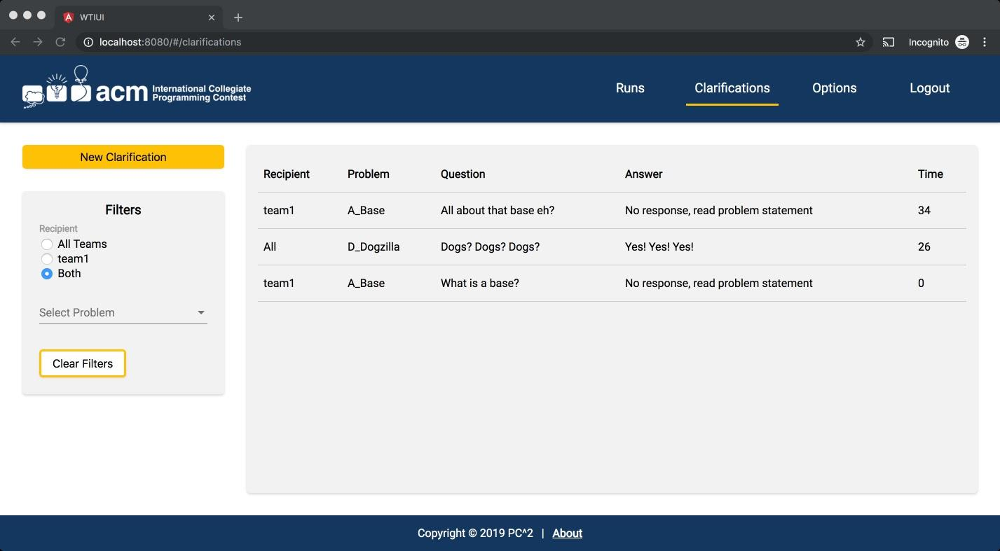 WTIUI
localhost:8080/#/clarifications
Incognito
acm International Collegiate
Programming Contest
Runs Clarifications Options Logout
New Clarification
Filters
Recipient
All Teams
team1
Both
Select Problem
Clear Filters
Recipient Problem Question Answer Time
team1 A_Base All about that base eh? No response, read problem statement 34
All D_Dogzilla Dogs? Dogs? Dogs? Yes! Yes! Yes! 26
team1 A_Base What is a base? No response, read problem statement 0
Copyright © 2019 PC^2 | About